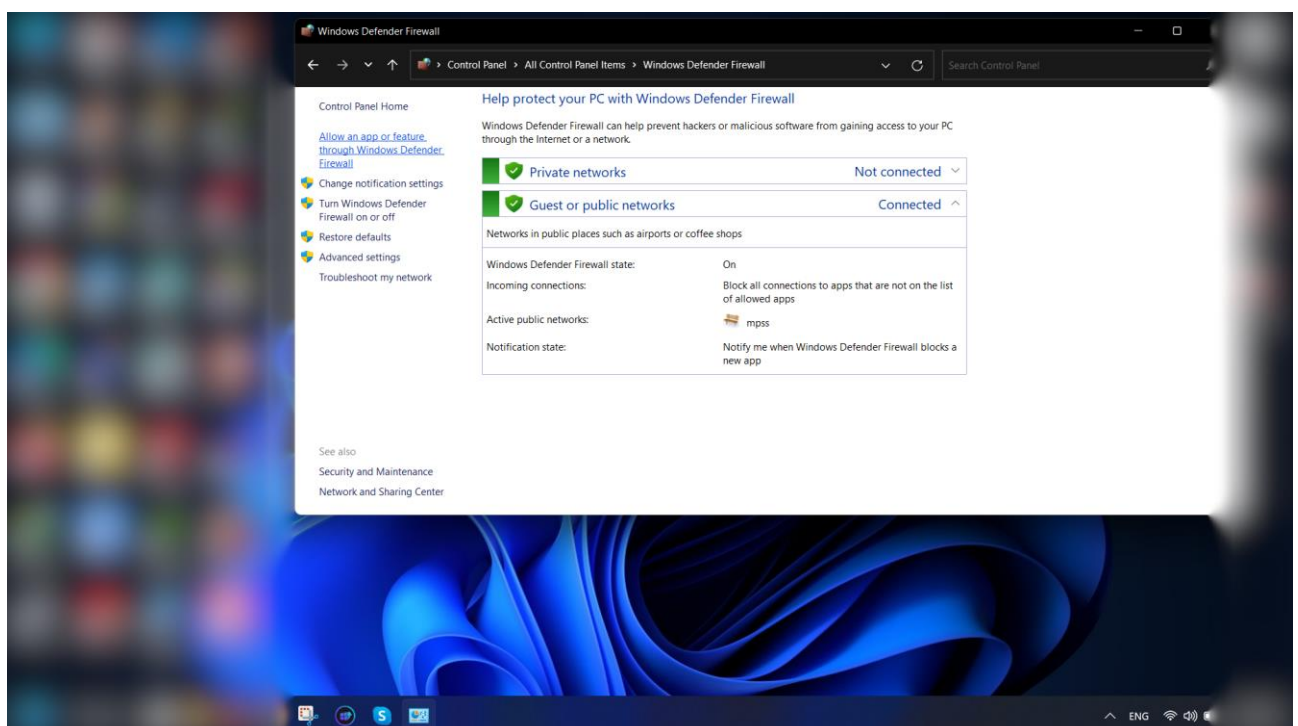 Windows Defender Firewall
Control Panel > All Control Panel Items > Windows Defender Firewall
Search Control Panel
Control Panel Home
Allow an app or feature
through Windows Defender
Firewall
Change notification settings
Turn Windows Defender
Firewall on or off
Restore defaults
Advanced settings
Troubleshoot my network
See also
Security and Maintenance
Network and Sharing Center
Help protect your PC with Windows Defender Firewall
Windows Defender Firewall can help prevent hackers or malicious software from gaining access to your PC
through the Internet or a network.
Private networks Not connected
Guest or public networks Connected
Networks in public places such as airports or coffee shops
Windows Defender Firewall state: On
Incoming connections: Block all connections to apps that are not on the list
of allowed apps
Active public networks: mpss
Notification state: Notify me when Windows Defender Firewall blocks a
new app
ENG